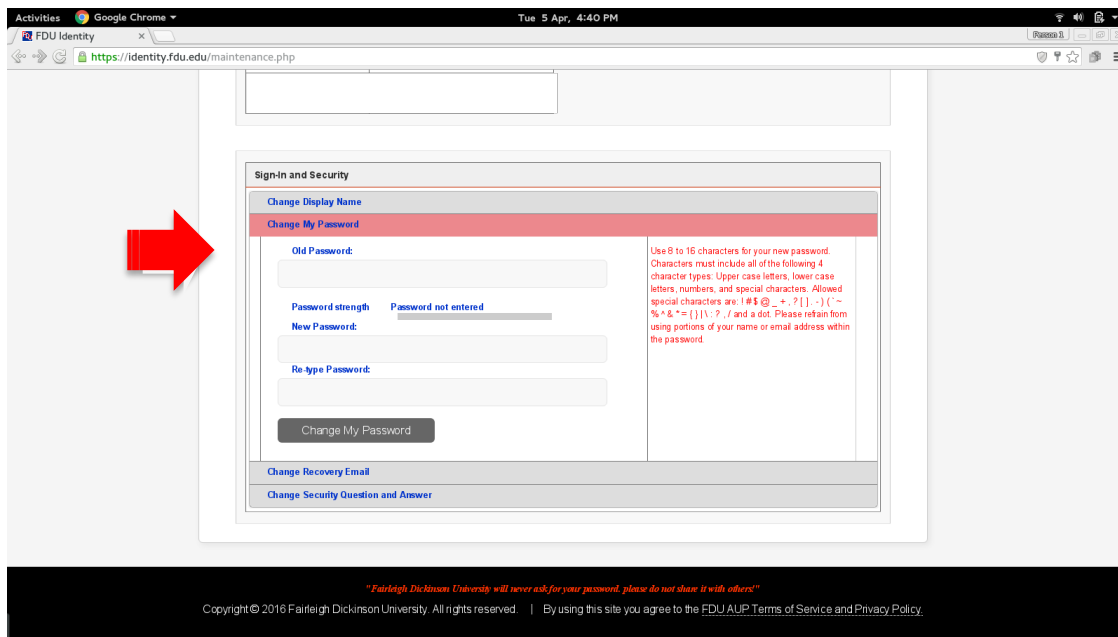 Activities Google Chrome Tue 5 Apr, 4:40 PM
FDU Identity × Person 1
https://identity.fdu.edu/maintenance.php
Sign-In and Security
Change Display Name
Change My Password
Old Password:
Password strength Password not entered
New Password:
Re-type Password:
Change My Password
Use 8 to 16 characters for your new password.
Characters must include all of the following 4
character types: Upper case letters, lower case
letters, numbers, and special characters. Allowed
special characters are: ! # $ @ _ + , ? [ ] . - ) ( ` ~
% ^ & * = { } | \ : ? , / and a dot. Please refrain from
using portions of your name or email address within
the password.
Change Recovery Email
Change Security Question and Answer
"Fairleigh Dickinson University will never ask for your password. please do not share it with others!"
Copyright © 2016 Fairleigh Dickinson University. All rights reserved. | By using this site you agree to the FDU AUP Terms of Service and Privacy Policy.